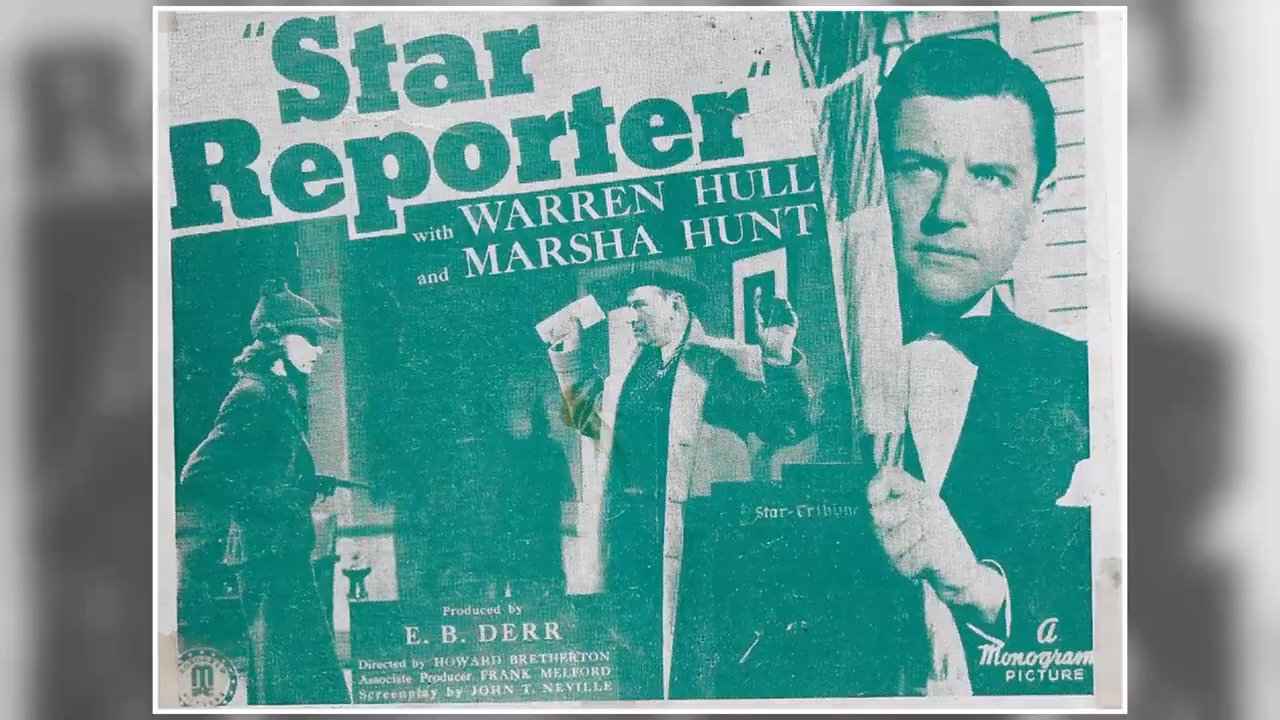 "Star
Reporter"
with WARREN HULL
and MARSHA HUNT
Star-Tribune
Produced by
E. B. DERR
Directed by HOWARD BRETHERTON
Associate Producer FRANK MELFORD
Screenplay by JOHN T. NEVILLE
A
Monogram
PICTURE